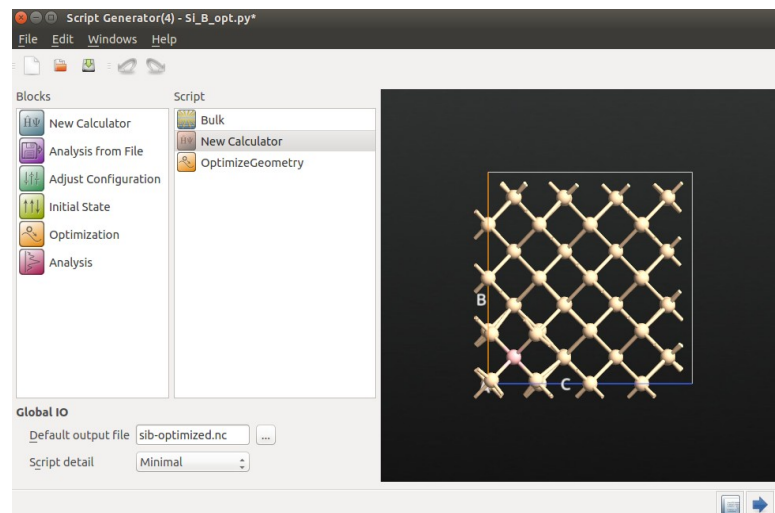 Script Generator(4) - Si_B_opt.py*
File Edit Windows Help
Blocks
Script
New Calculator
Analysis from File
Adjust Configuration
Initial State
Optimization
Analysis
Bulk
New Calculator
OptimizeGeometry
B
C
Global IO
Default output file sib-optimized.nc ...
Script detail Minimal